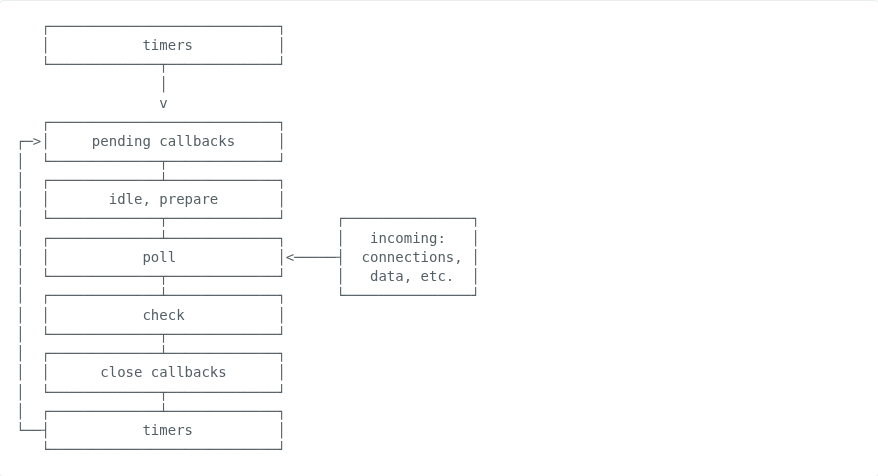 timers
v
pending callbacks
idle, prepare
poll
incoming:
connections,
data, etc.
check
close callbacks
timers